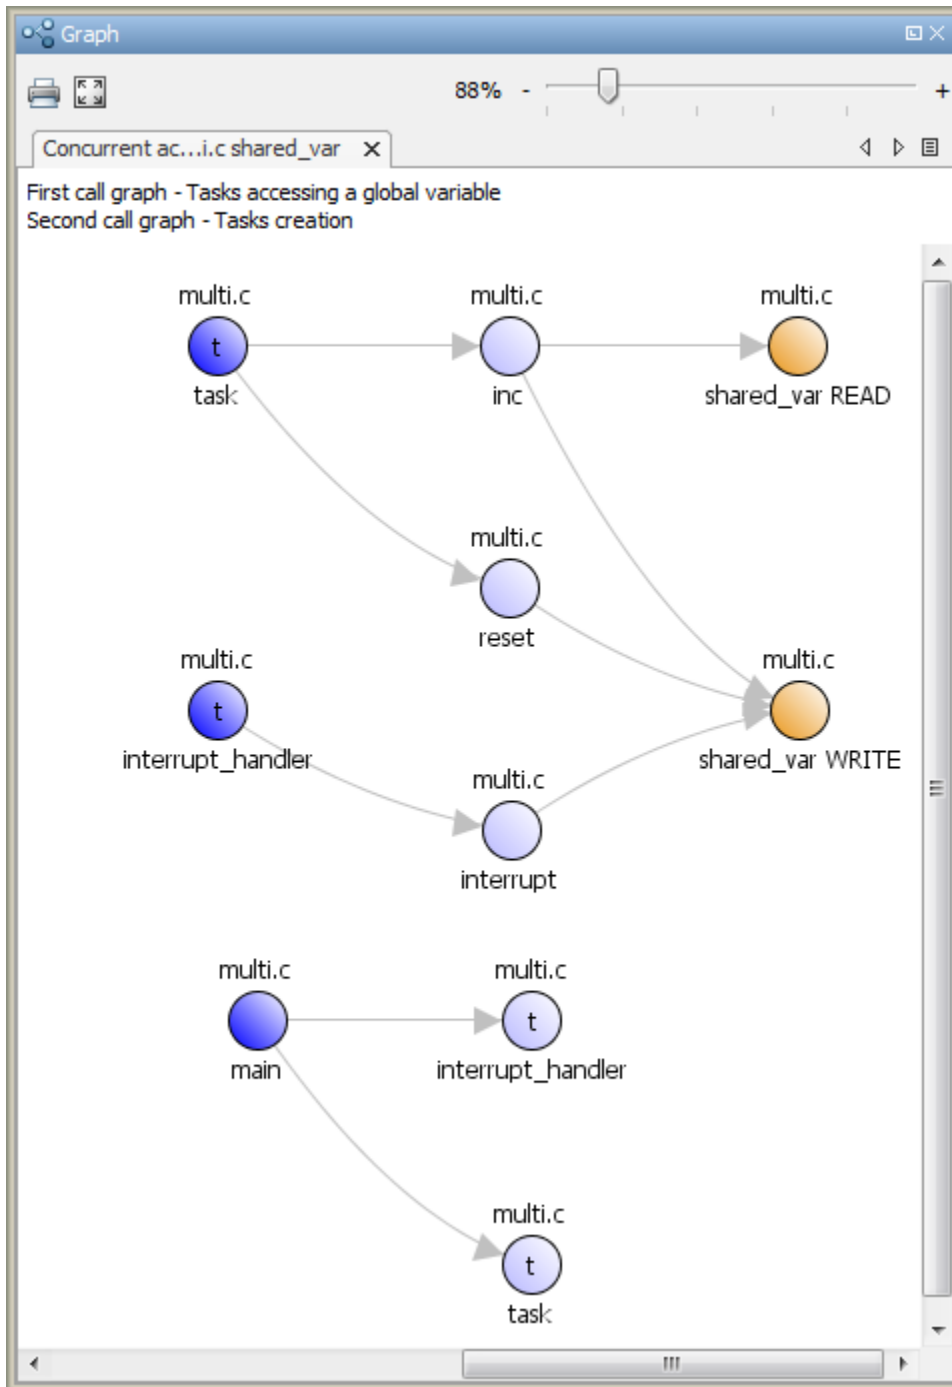 Graph
88% - +
Concurrent ac...i.c shared_var
First call graph - Tasks accessing a global variable
Second call graph - Tasks creation
multi.c multi.c multi.c
t
task inc shared_var READ
multi.c
reset
multi.c multi.c
t
interrupt_handler shared_var WRITE
multi.c
interrupt
multi.c multi.c
t
main interrupt_handler
multi.c
t
task